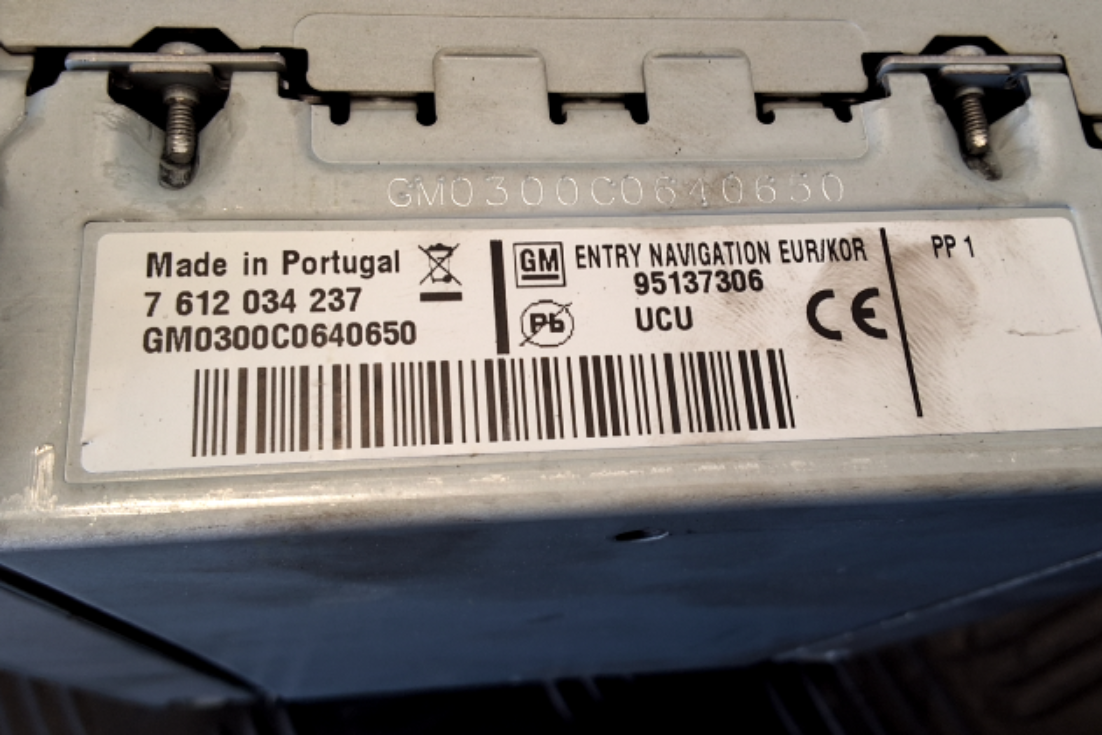 GM0300C0640650
Made in Portugal
7 612 034 237
GM0300C0640650
GM ENTRY NAVIGATION EUR/KOR
95137306
Pb UCU
CE
PP 1